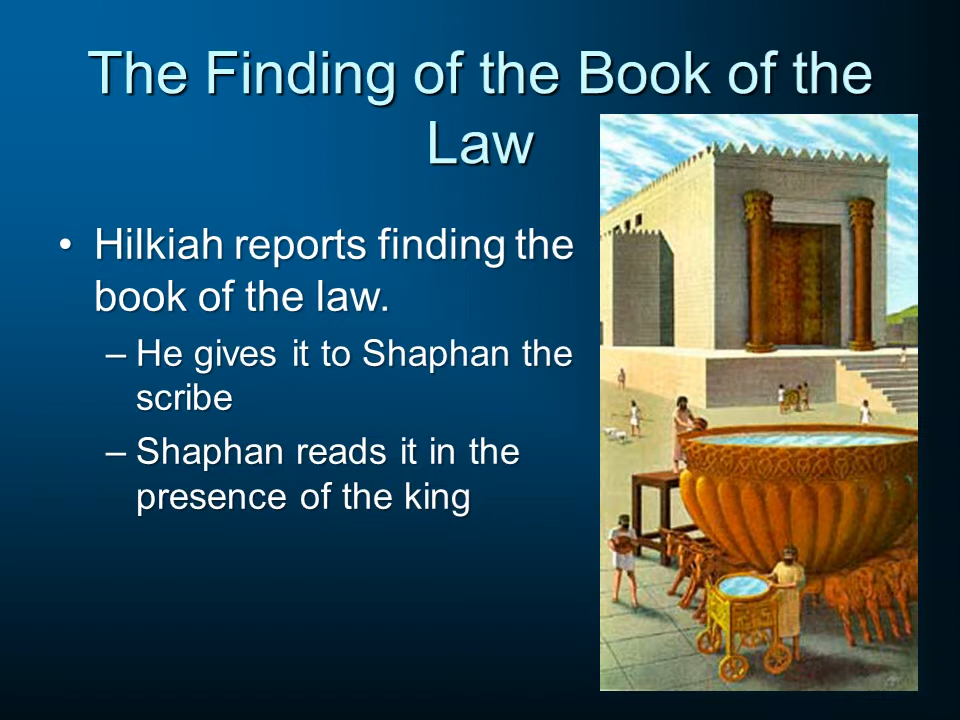 The Finding of the Book of the
Law
• Hilkiah reports finding the
book of the law.
– He gives it to Shaphan the
scribe
– Shaphan reads it in the
presence of the king